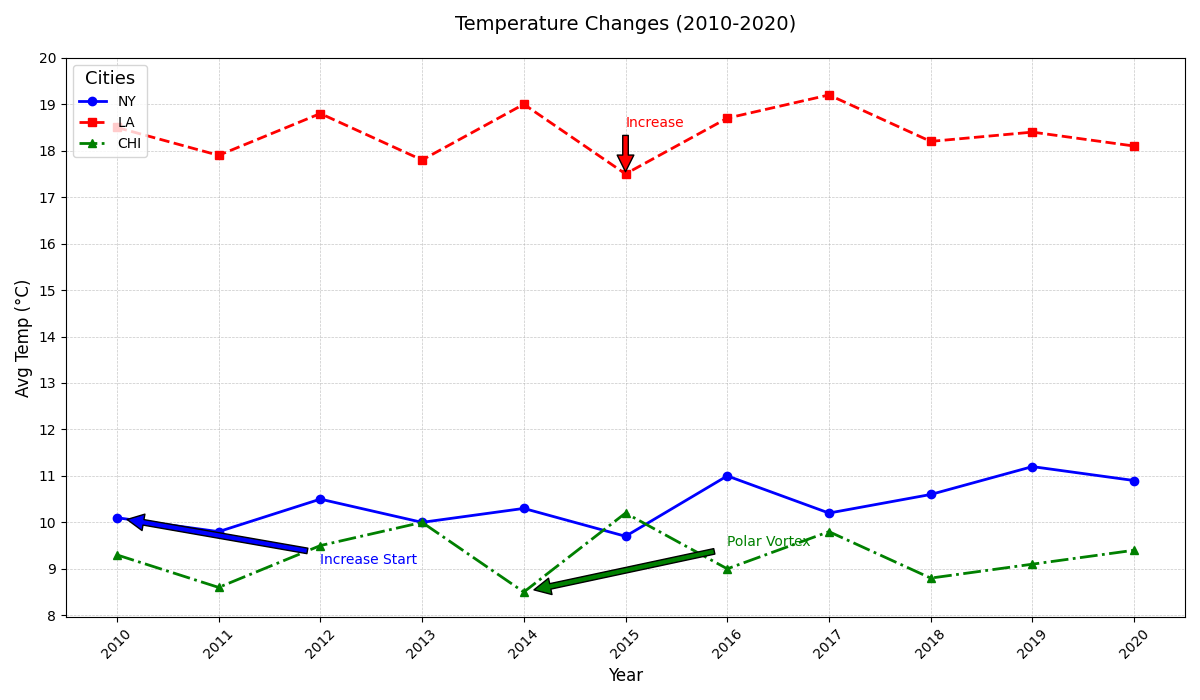 Temperature Changes (2010-2020)
Cities
NY
LA
CHI
Increase
Increase Start
Polar Vortex
Avg Temp (°C)
20
19
18
17
16
15
14
13
12
11
10
9
8
2010
2011
2012
2013
2014
2015
2016
2017
2018
2019
2020
Year